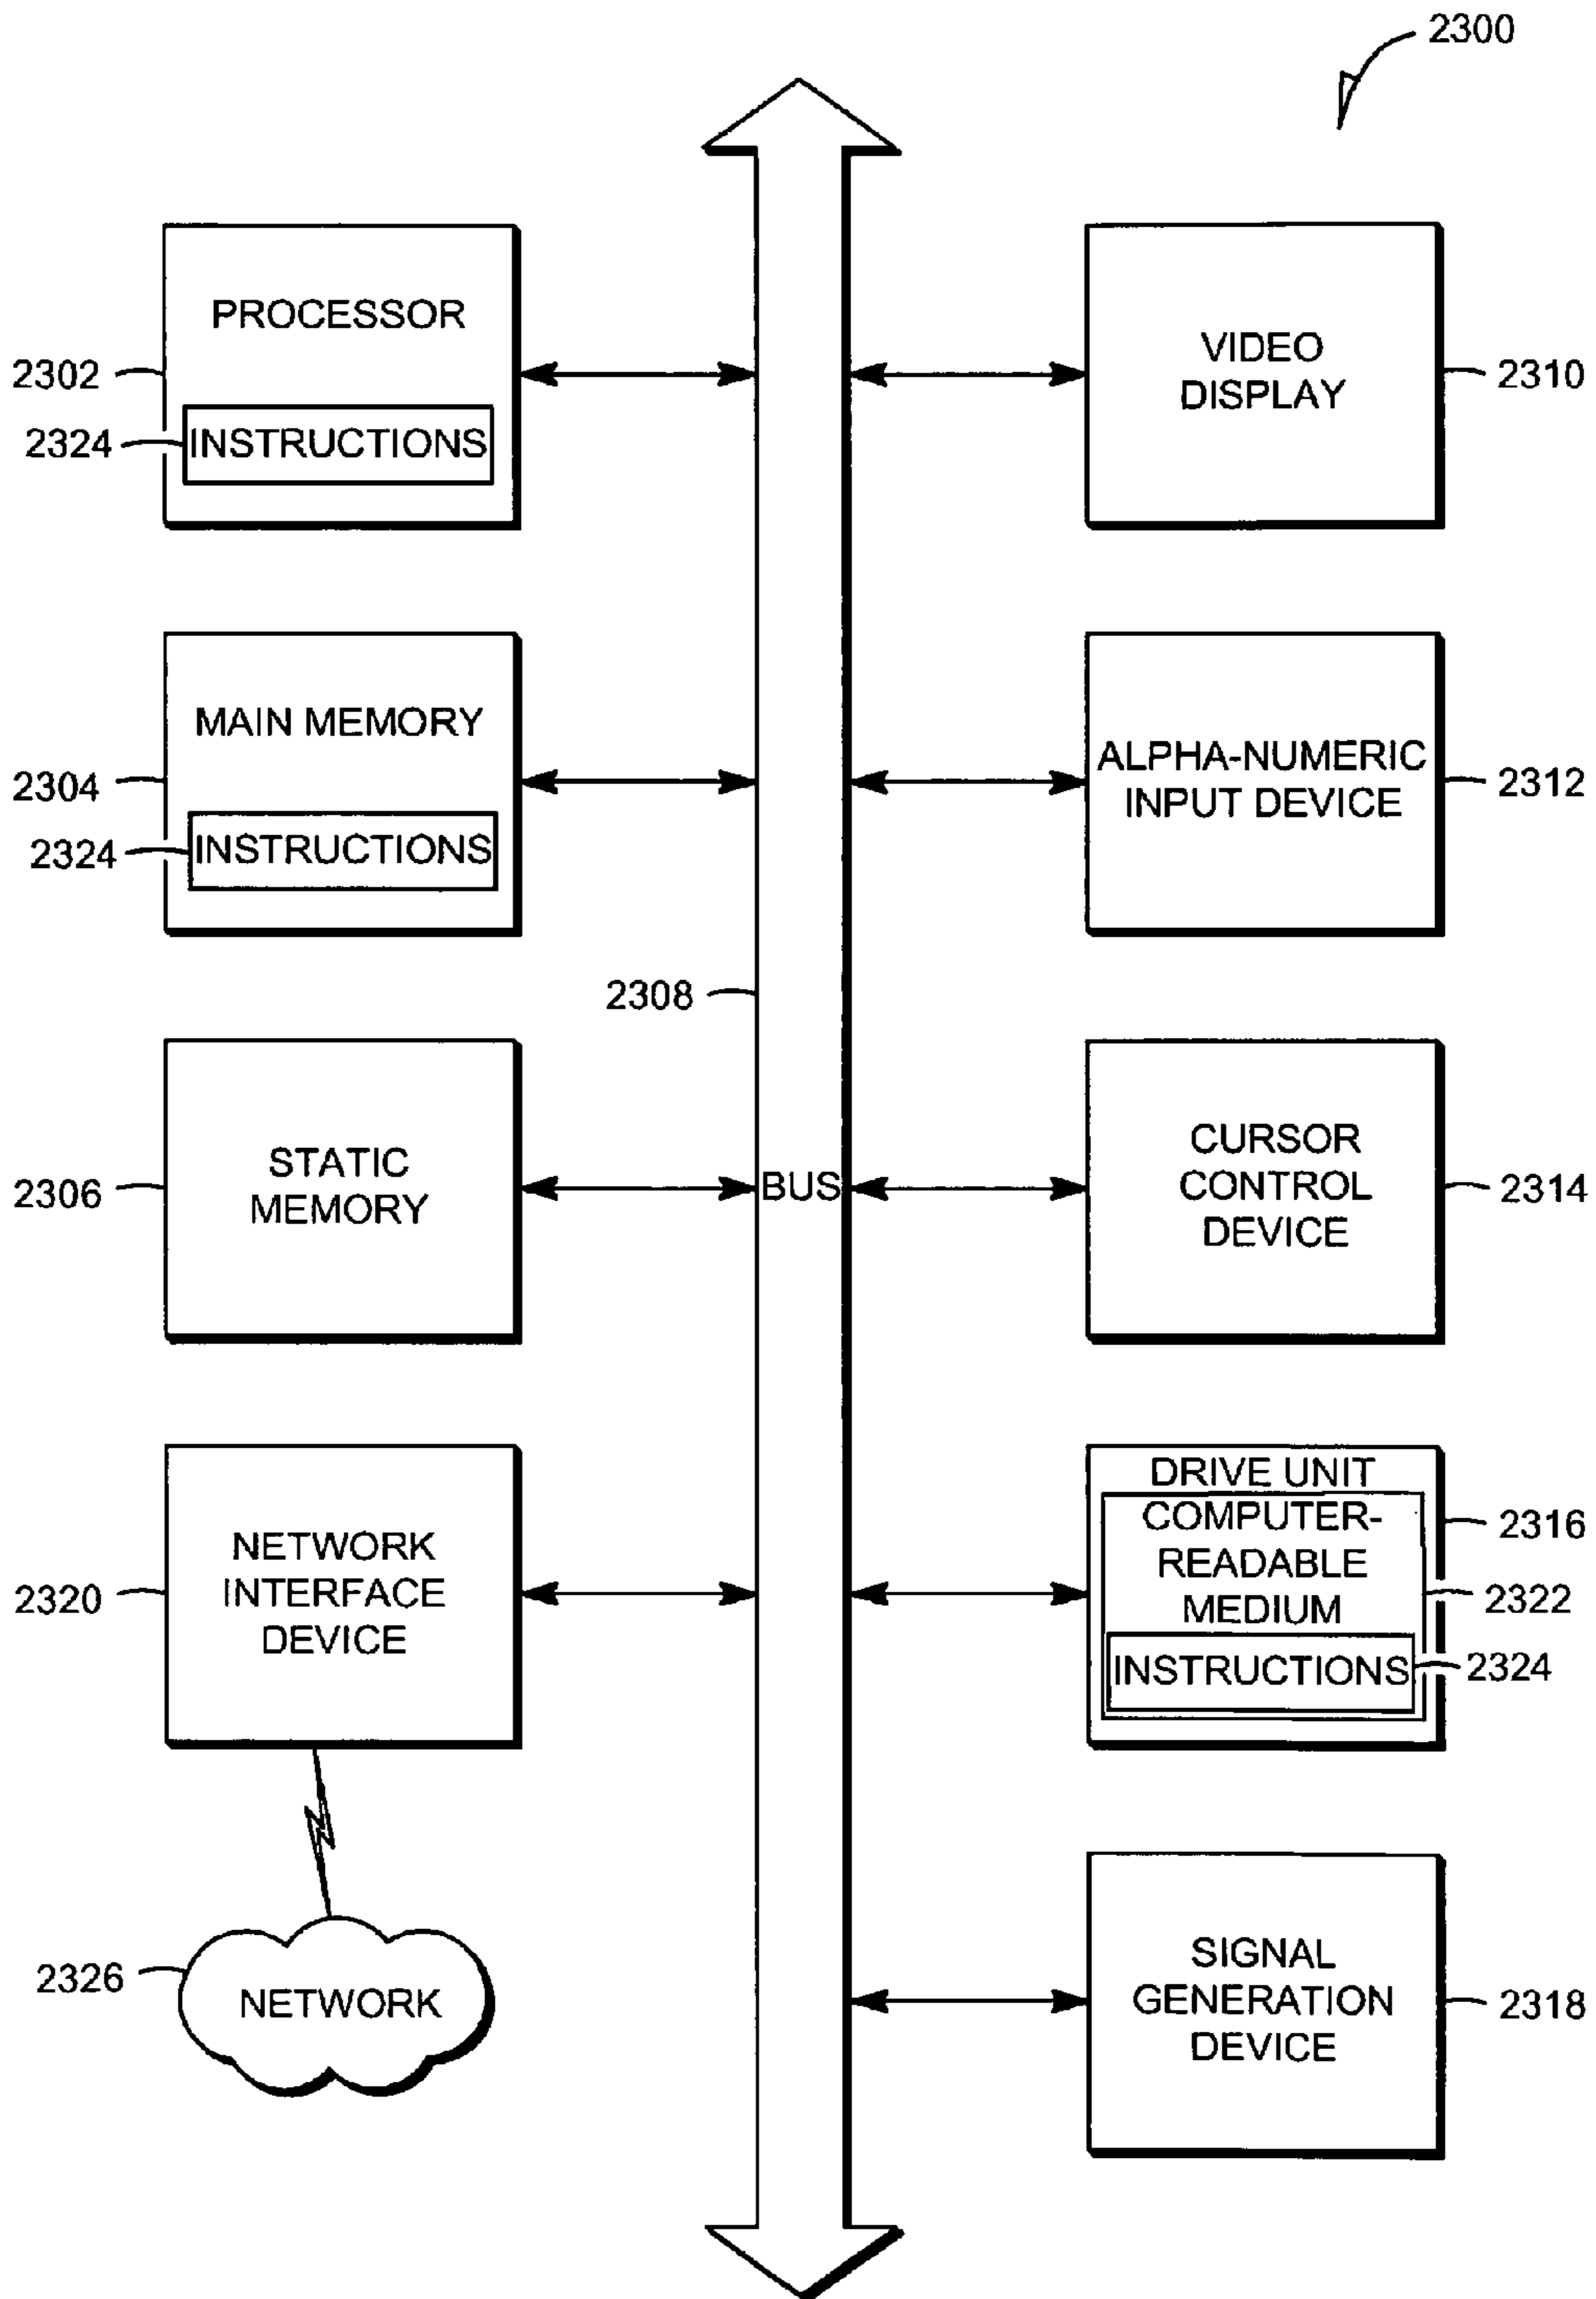 2300
PROCESSOR
2302
2324
INSTRUCTIONS
VIDEO
DISPLAY
2310
MAIN MEMORY
2304
2324
INSTRUCTIONS
ALPHA-NUMERIC
INPUT DEVICE
2312
2308
STATIC
MEMORY
2306
BUS
CURSOR
CONTROL
DEVICE
2314
NETWORK
INTERFACE
DEVICE
2320
DRIVE UNIT
COMPUTER-
READABLE
MEDIUM
2316
2322
INSTRUCTIONS
2324
2326
NETWORK
SIGNAL
GENERATION
DEVICE
2318